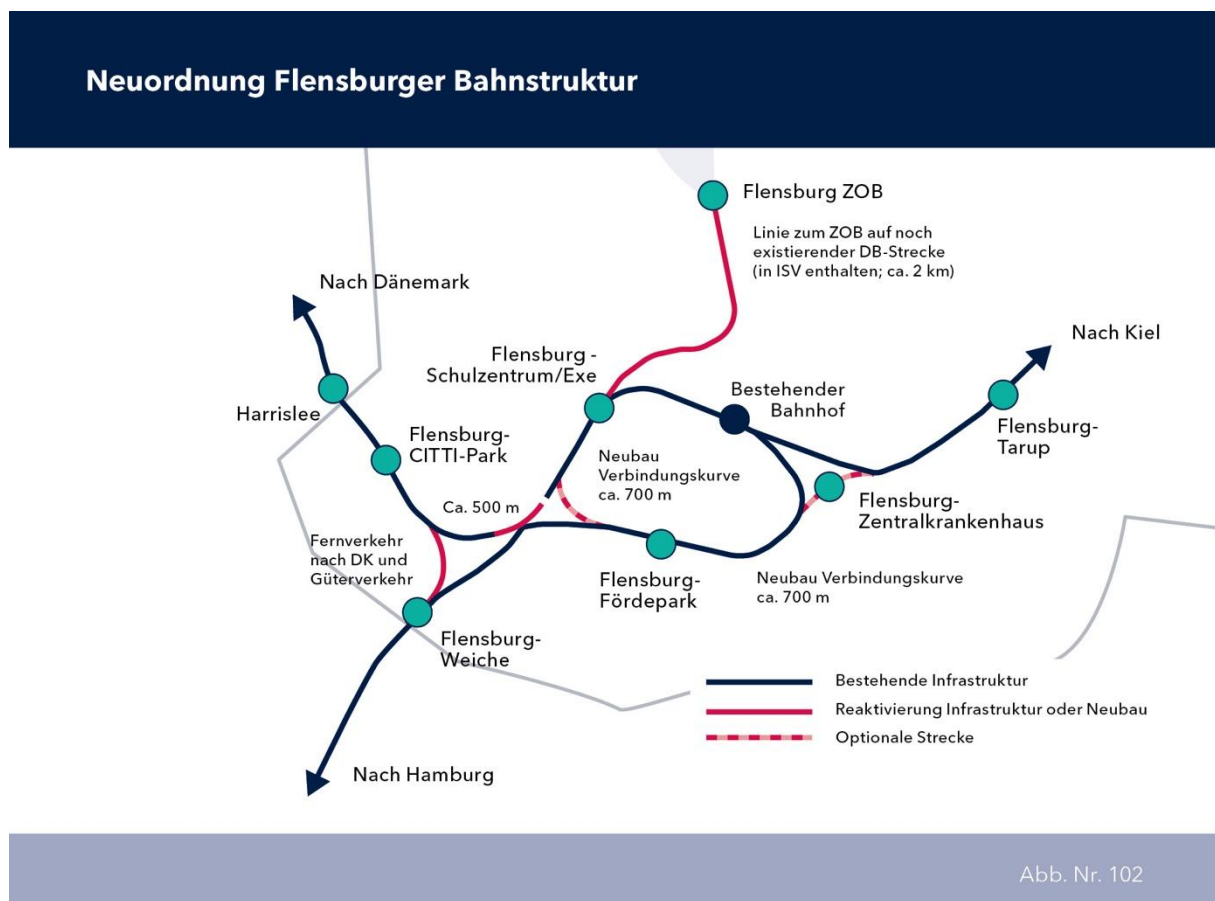 Neuordnung Flensburger Bahnstruktur
Flensburg ZOB
Linie zum ZOB auf noch
existierender DB-Strecke
(in ISV enthalten; ca. 2 km)
Nach Dänemark
Nach Kiel
Flensburg -
Schulzentrum/Exe
Bestehender
Bahnhof
Harrislee
Flensburg-
CITTI-Park
Flensburg-
Tarup
Neubau
Verbindungskurve
ca. 700 m
Ca. 500 m
Flensburg-
Zentralkrankenhaus
Fernverkehr
nach DK und
Güterverkehr
Flensburg-
Fördepark
Neubau Verbindungskurve
ca. 700 m
Flensburg-
Weiche
Bestehende Infrastruktur
Reaktivierung Infrastruktur oder Neubau
Optionale Strecke
Nach Hamburg
Abb. Nr. 102